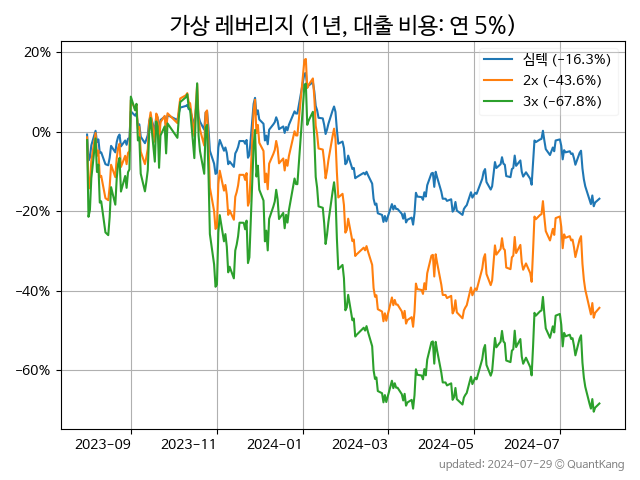 가상 레버리지 (1년, 대출 비용: 연 5%)
심텍 (−16.3%)
2x (−43.6%)
3x (−67.8%)
20%
0%
−20%
−40%
−60%
2023-09 2023-11 2024-01 2024-03 2024-05 2024-07
updated: 2024-07-29 © QuantKang